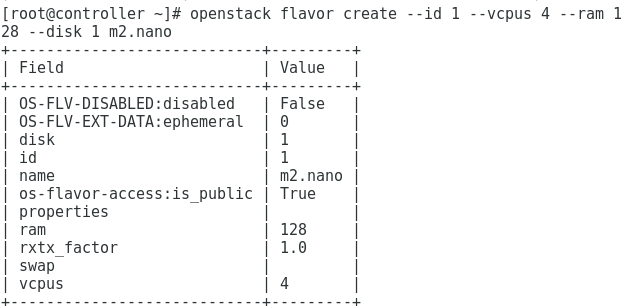 [root@controller ~]# openstack flavor create --id 1 --vcpus 4 --ram 1
28 --disk 1 m2.nano
+----------------------------+---------+
| Field                      | Value   |
+----------------------------+---------+
| OS-FLV-DISABLED:disabled   | False   |
| OS-FLV-EXT-DATA:ephemeral  | 0       |
| disk                       | 1       |
| id                         | 1       |
| name                       | m2.nano |
| os-flavor-access:is_public | True    |
| properties                 |         |
| ram                        | 128     |
| rxtx_factor                | 1.0     |
| swap                       |         |
| vcpus                      | 4       |
+----------------------------+---------+